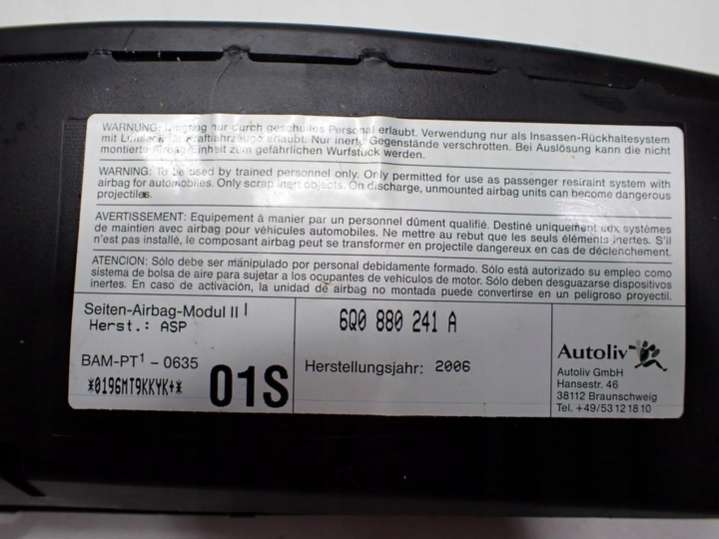 WARNUNG: Umgang nur durch geschultes Personal erlaubt. Verwendung nur als Insassen-Rückhaltesystem
mit Luftsack für Kraftfahrzeuge erlaubt. Nur inerte Gegenstände verschrotten. Bei Auslösung kann die nicht
montierte Airbag-Einheit zum gefährlichen Wurfstück werden.
WARNING: To be used by trained personnel only. Only permitted for use as passenger restraint system with
airbag for automobiles. Only scrap inert objects. On discharge, unmounted airbag units can become dangerous
projectiles.
AVERTISSEMENT: Equipement à manier par un personnel dûment qualifié. Destiné uniquement aux systèmes
de maintien avec airbag pour véhicules automobiles. Ne mettre au rebut que les seuls éléments inertes. S'il
n'est pas installé, le composant airbag peut se transformer en projectile dangereux en cas de déclenchement.
ATENCION: Sólo debe ser manipulado por personal debidamente formado. Sólo está autorizado su empleo como
sistema de bolsa de aire para sujetar a los ocupantes de vehículos de motor. Sólo deben desguazarse dispositivos
inertes. En caso de activación, la unidad de airbag no montada puede convertirse en un peligroso proyectil.
Seiten-Airbag-Modul II I
Herst.: ASP
6Q0 880 241 A
BAM-PT1 - 0635
*0196MT9KKYK+*
01S
Herstellungsjahr: 2006
Autoliv
Autoliv GmbH
Hansestr. 46
38112 Braunschweig
Tel. +49/53 12 18 10